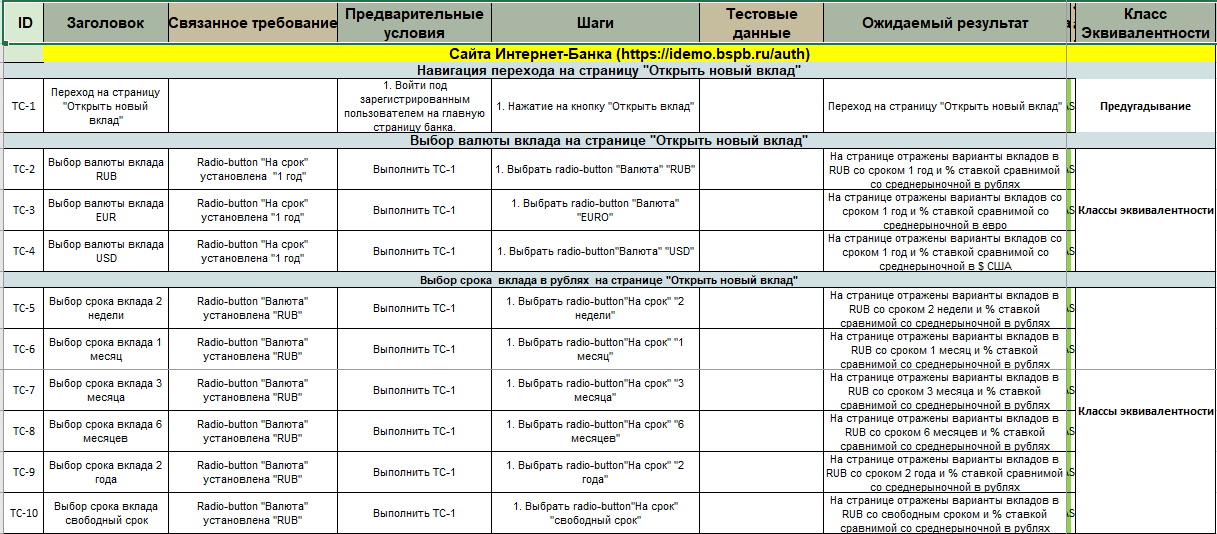 ID Заголовок Связанное требование Предварительные условия Шаги Тестовые данные Ожидаемый результат Класс Эквивалентности
Сайта Интернет-Банка (https://idemo.bspb.ru/auth)
Навигация перехода на страницу "Открыть новый вклад"
TC-1 Переход на страницу "Открыть новый вклад" 1. Войти под зарегистрированным пользователем на главную страницу банка. 1. Нажатие на кнопку "Открыть вклад" Переход на страницу "Открыть новый вклад" Предугадывание
Выбор валюты вклада на странице "Открыть новый вклад"
TC-2 Выбор валюты вклада RUB Radio-button "На срок" установлена "1 год" Выполнить TC-1 1. Выбрать radio-button "Валюта" "RUB" На странице отражены варианты вкладов в RUB со сроком 1 год и % ставкой сравнимой со среднерыночной в рублях
TC-3 Выбор валюты вклада EUR Radio-button "На срок" установлена "1 год" Выполнить TC-1 1. Выбрать radio-button "Валюта" "EURO" На странице отражены варианты вкладов со сроком 1 год и % ставкой сравнимой со среднерыночной в евро Классы эквивалентности
TC-4 Выбор валюты вклада USD Radio-button "На срок" установлена "1 год" Выполнить TC-1 1. Выбрать radio-button"Валюта" "USD" На странице отражены варианты вкладов со сроком 1 год и % ставкой сравнимой со среднерыночной в $ США
Выбор срока вклада в рублях на странице "Открыть новый вклад"
TC-5 Выбор срока вклада 2 недели Radio-button "Валюта" установлена "RUB" Выполнить TC-1 1. Выбрать radio-button"На срок" "2 недели" На странице отражены варианты вкладов в RUB со сроком 2 недели и % ставкой сравнимой со среднерыночной в рублях
TC-6 Выбор срока вклада 1 месяц Radio-button "Валюта" установлена "RUB" Выполнить TC-1 1. Выбрать radio-button"На срок" "1 месяц" На странице отражены варианты вкладов в RUB со сроком 1 месяц и % ставкой сравнимой со среднерыночной в рублях
TC-7 Выбор срока вклада 3 месяца Radio-button "Валюта" установлена "RUB" Выполнить TC-1 1. Выбрать radio-button"На срок" "3 месяца" На странице отражены варианты вкладов в RUB со сроком 3 месяца и % ставкой сравнимой со среднерыночной в рублях Классы эквивалентности
TC-8 Выбор срока вклада 6 месяцев Radio-button "Валюта" установлена "RUB" Выполнить TC-1 1. Выбрать radio-button"На срок" "6 месяцев" На странице отражены варианты вкладов в RUB со сроком 6 месяцев и % ставкой сравнимой со среднерыночной в рублях
TC-9 Выбор срока вклада 2 года Radio-button "Валюта" установлена "RUB" Выполнить TC-1 1. Выбрать radio-button"На срок" "2 года" На странице отражены варианты вкладов в RUB со сроком 2 года и % ставкой сравнимой со среднерыночной в рублях
TC-10 Выбор срока вклада свободный срок Radio-button "Валюта" установлена "RUB" Выполнить TC-1 1. Выбрать radio-button"На срок" "свободный срок" На странице отражены варианты вкладов в RUB со свободным сроком и % ставкой сравнимой со среднерыночной в рублях